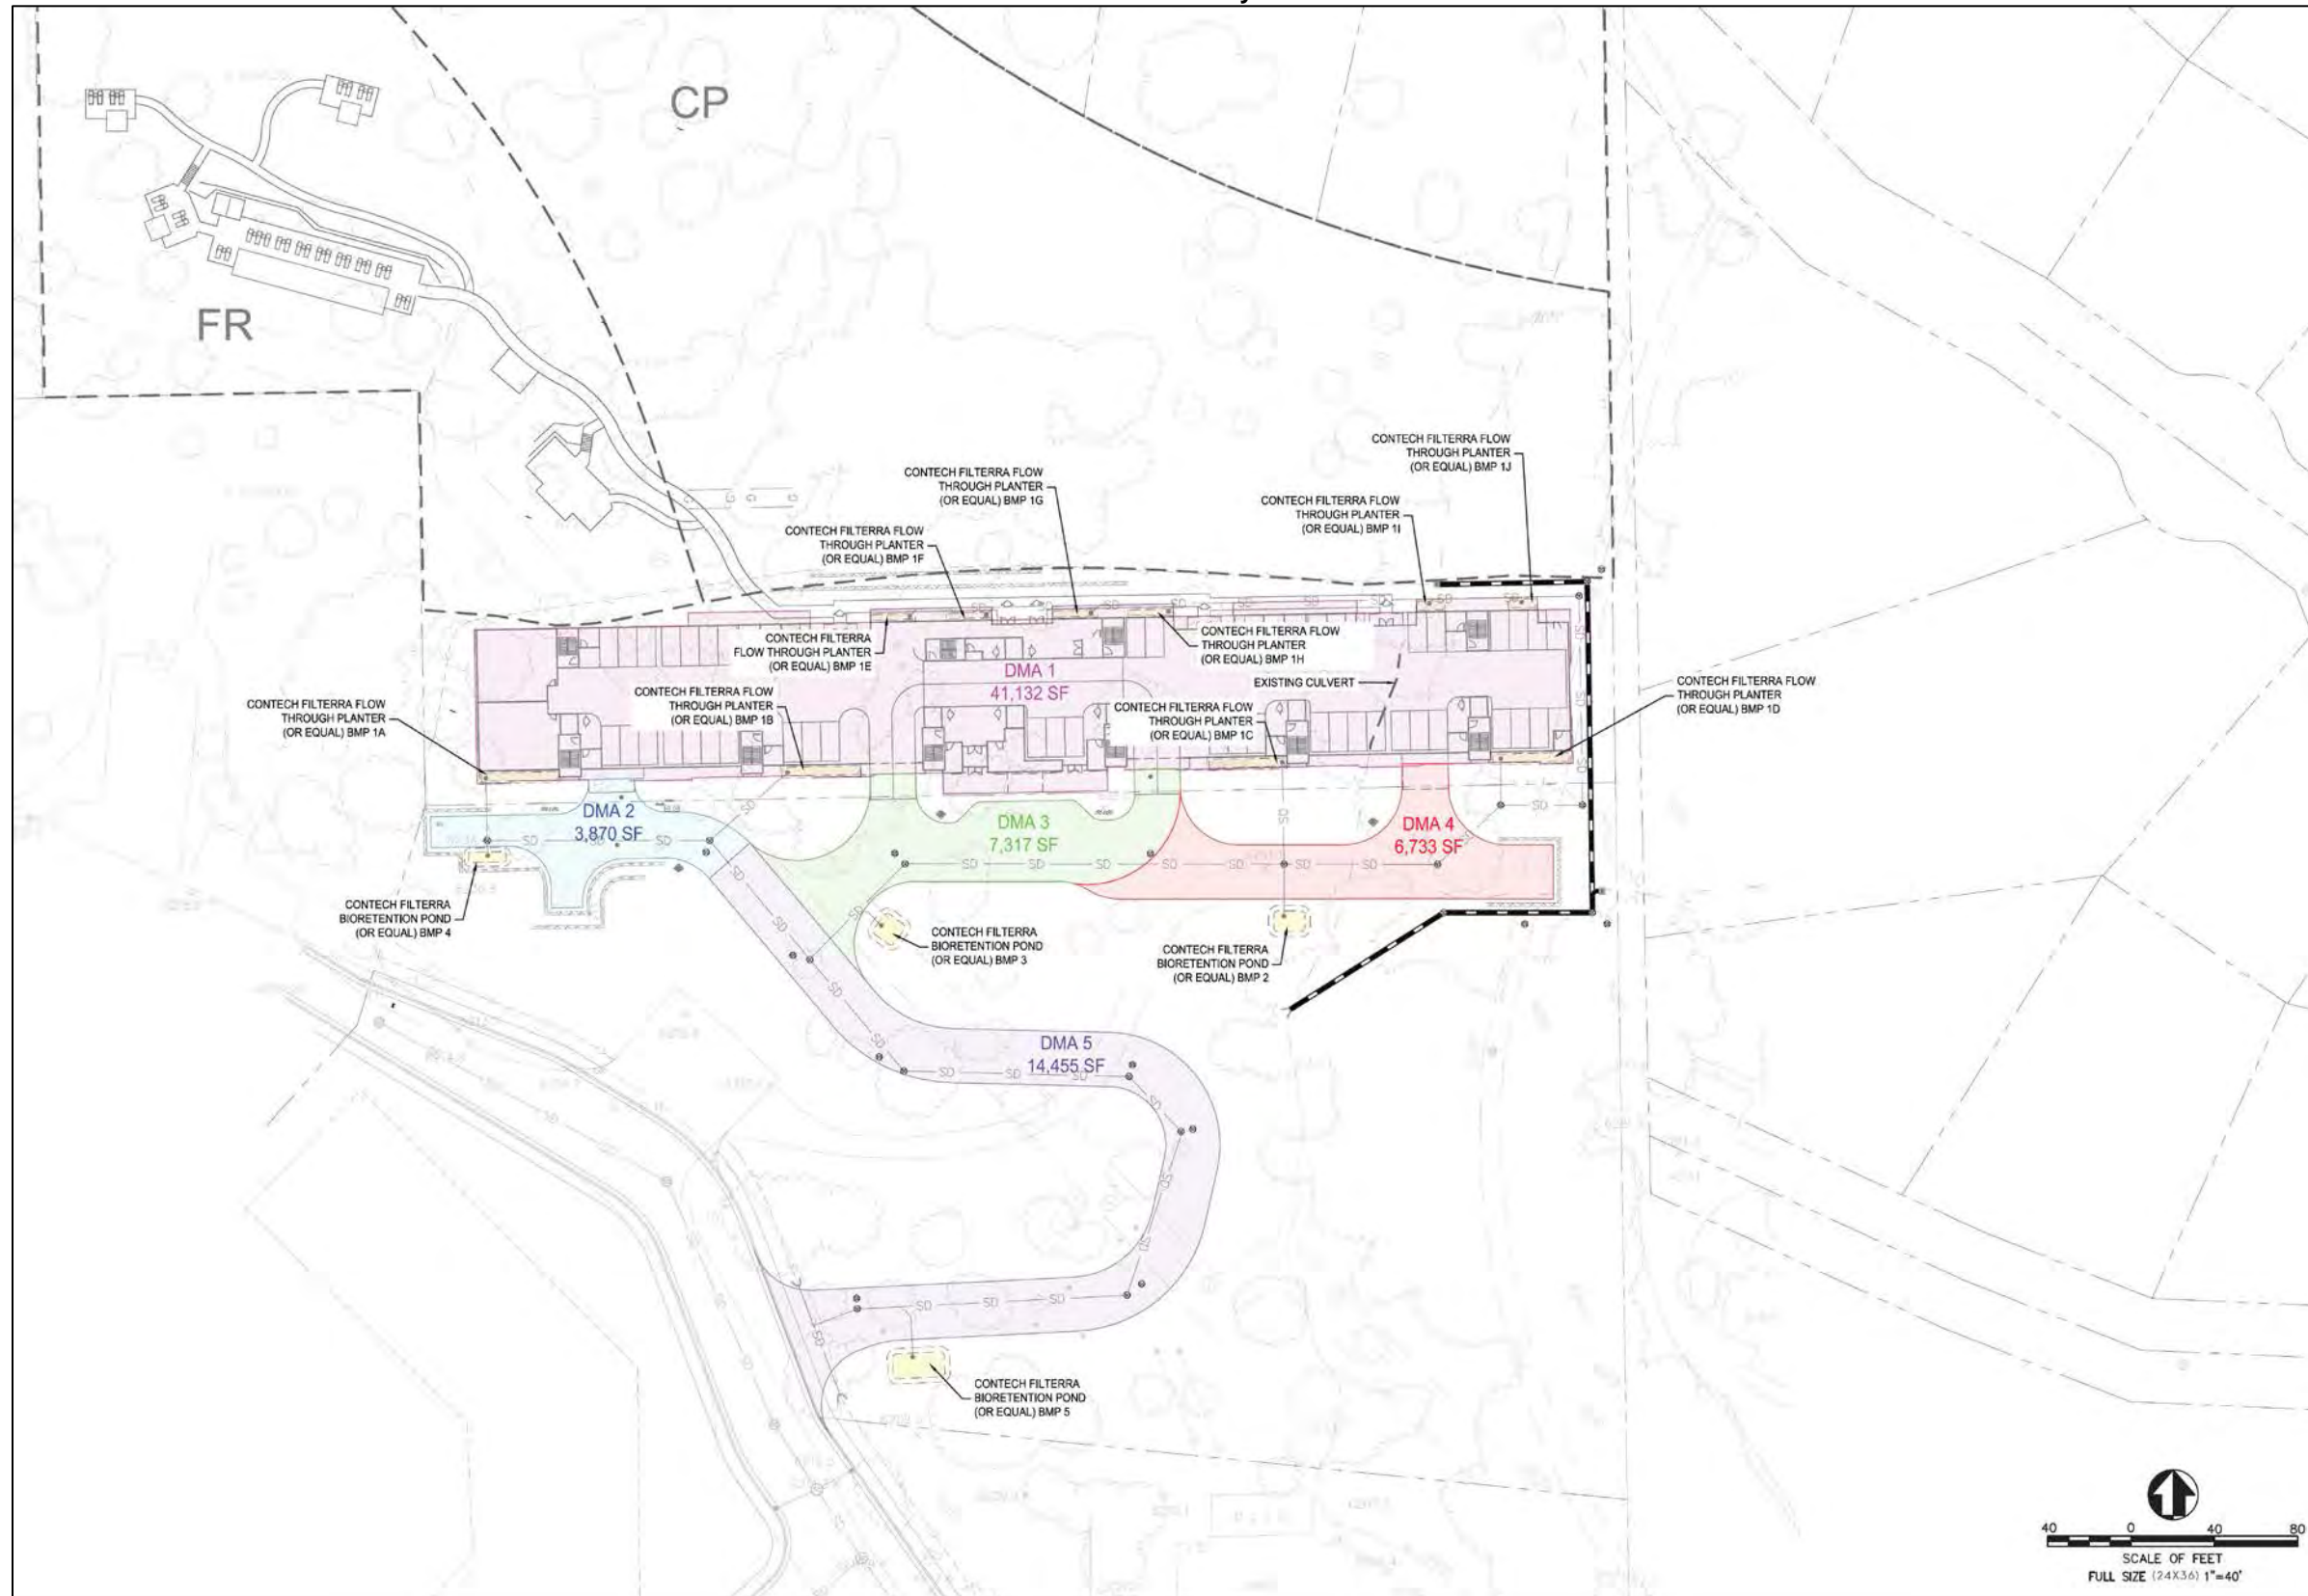 CP
FR
CONTECH FILTERRA FLOW
THROUGH PLANTER
(OR EQUAL) BMP 1J
CONTECH FILTERRA FLOW
THROUGH PLANTER
(OR EQUAL) BMP 1G
CONTECH FILTERRA FLOW
THROUGH PLANTER
(OR EQUAL) BMP 1I
CONTECH FILTERRA FLOW
THROUGH PLANTER
(OR EQUAL) BMP 1F
CONTECH FILTERRA
FLOW THROUGH PLANTER
(OR EQUAL) BMP 1E
CONTECH FILTERRA FLOW
THROUGH PLANTER
(OR EQUAL) BMP 1H
DMA 1
41,132 SF
EXISTING CULVERT
CONTECH FILTERRA FLOW
THROUGH PLANTER
(OR EQUAL) BMP 1D
CONTECH FILTERRA FLOW
THROUGH PLANTER
(OR EQUAL) BMP 1B
CONTECH FILTERRA FLOW
THROUGH PLANTER
(OR EQUAL) BMP 1A
CONTECH FILTERRA FLOW
THROUGH PLANTER
(OR EQUAL) BMP 1C
DMA 2
3,870 SF
DMA 3
7,317 SF
DMA 4
6,733 SF
CONTECH FILTERRA
BIORETENTION POND
(OR EQUAL) BMP 4
CONTECH FILTERRA
BIORETENTION POND
(OR EQUAL) BMP 3
CONTECH FILTERRA
BIORETENTION POND
(OR EQUAL) BMP 2
DMA 5
14,455 SF
SD SD SD
SD SD SD
CONTECH FILTERRA
BIORETENTION POND
(OR EQUAL) BMP 5
40 0 40 80
SCALE OF FEET
FULL SIZE (24X36) 1"=40'